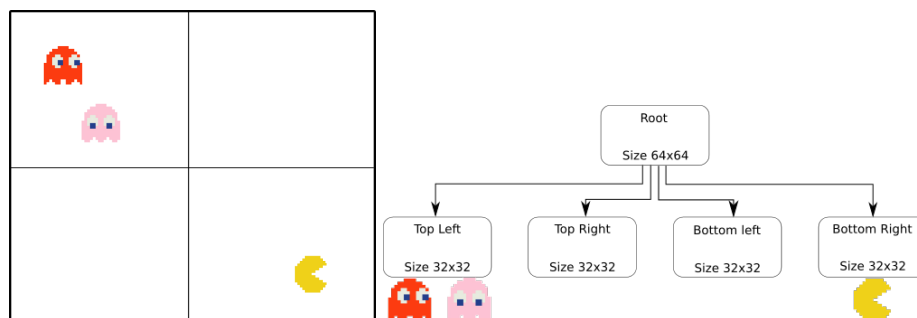 Root
Size 64x64
Top Left
Size 32x32
Top Right
Size 32x32
Bottom left
Size 32x32
Bottom Right
Size 32x32